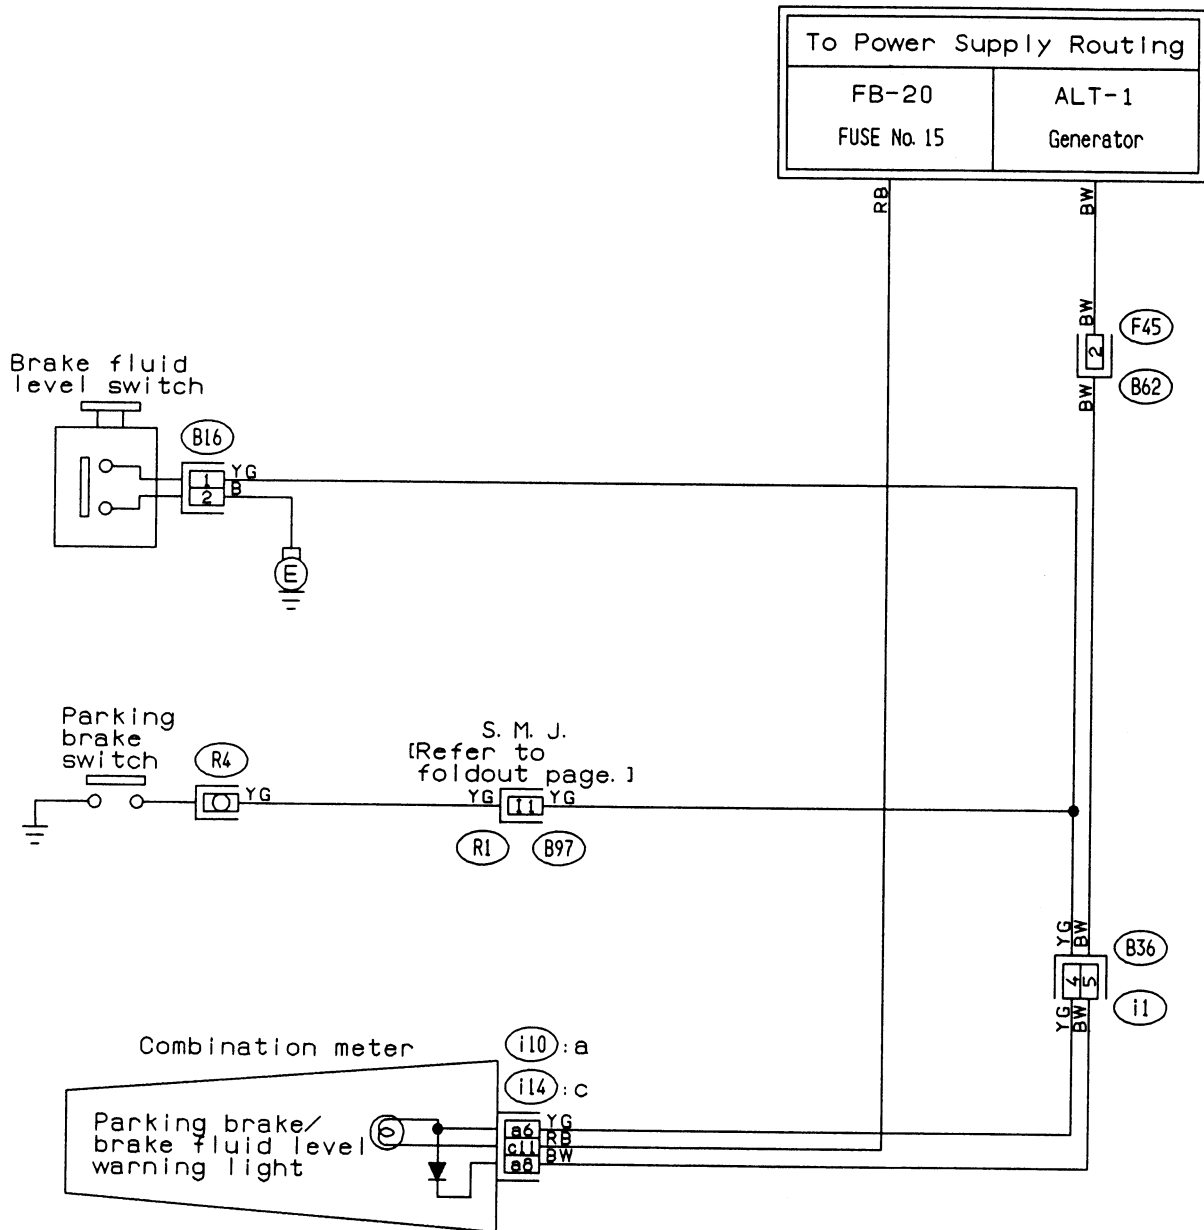 To Power Supply Routing
FB-20
FUSE No. 15
ALT-1
Generator
RB
BW
BW
F45
2
B62
BW
Brake fluid
level switch
B16
1
YG
2
B
E
Parking
brake
switch
R4
YG
S. M. J.
[Refer to
foldout page.]
YG
I1
YG
R1
B97
YG
BW
B36
4
5
i1
YG
BW
Combination meter
i10 : a
i14 : c
Parking brake/
brake fluid level
warning light
a6
YG
c11
RB
a8
BW